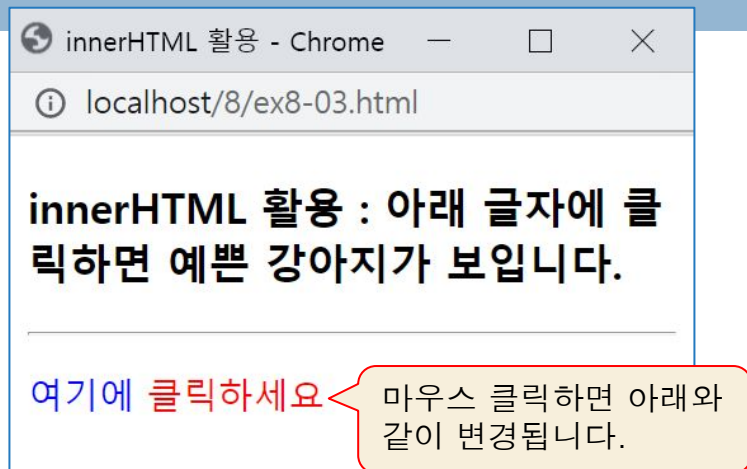 innerHTML 활용 - Chrome
localhost/8/ex8-03.html
innerHTML 활용 : 아래 글자에 클
릭하면 예쁜 강아지가 보입니다.
여기에 클릭하세요
마우스 클릭하면 아래와
같이 변경됩니다.